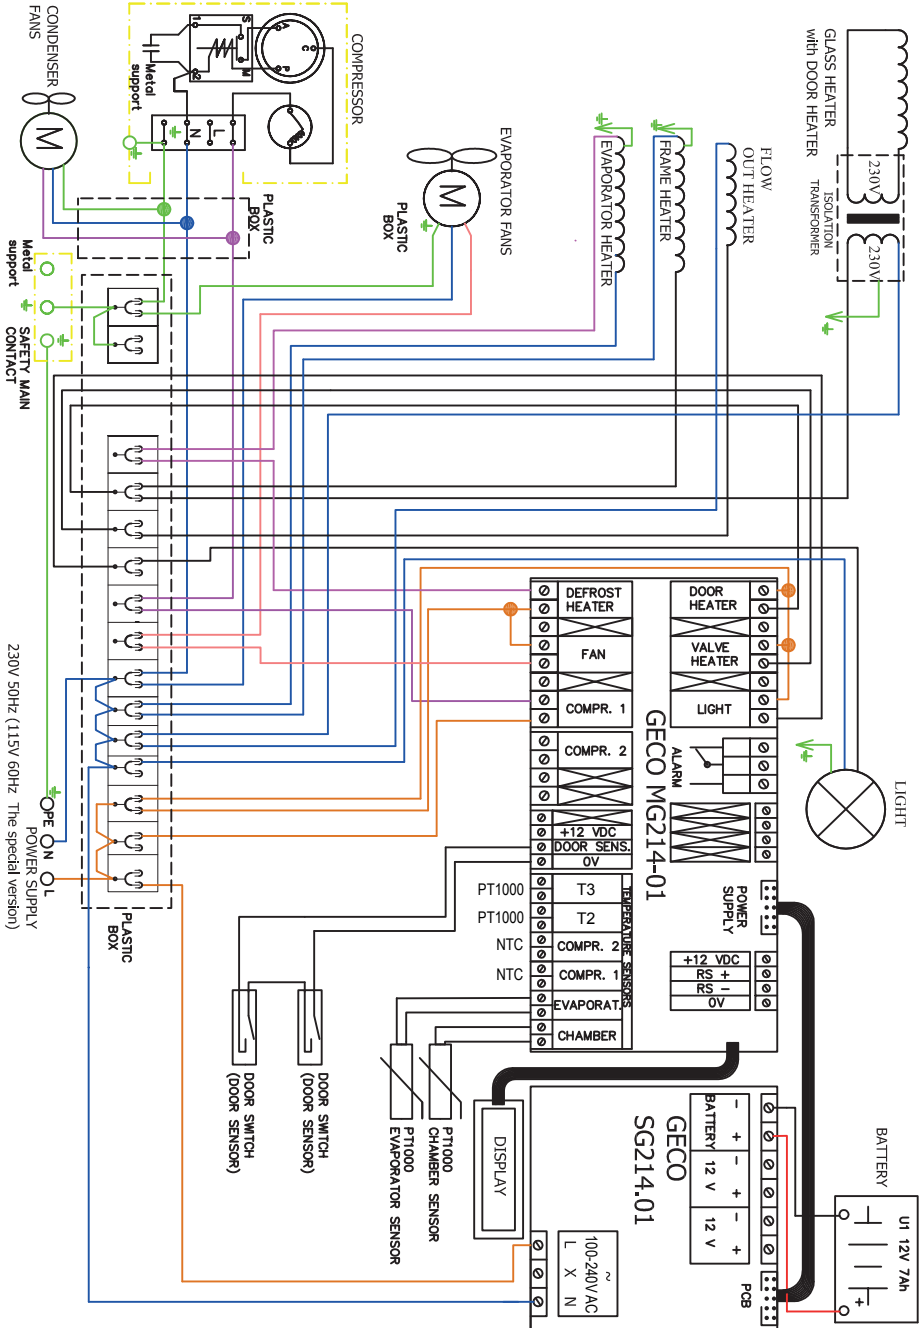 GLASS HEATER
with DOOR HEATER
230V
230V
ISOLATION
TRANSFORMER
FLOW
OUT HEATER
FRAME HEATER
EVAPORATOR HEATER
EVAPORATOR FANS
M
PLASTIC
BOX
COMPRESSOR
A
C
P
S
M
1
2
L
N
Metal
support
CONDENSER
FANS
M
PLASTIC
BOX
Metal
support
SAFETY MAIN
CONTACT
DEFROST
HEATER
FAN
COMPR. 1
COMPR. 2
+12 VDC
DOOR SENS.
0V
T3
T2
COMPR. 2
COMPR. 1
EVAPORAT.
CHAMBER
TEMPERATURE SENSORS
PT1000
PT1000
NTC
NTC
GECO MG214-01
DOOR
HEATER
VALVE
HEATER
LIGHT
ALARM
POWER
SUPPLY
+12 VDC
RS +
RS -
0V
LIGHT
PE
N
L
POWER SUPPLY
230V 50Hz (115V 60Hz The special version)
PLASTIC
BOX
DOOR SWITCH
(DOOR SENSOR)
DOOR SWITCH
(DOOR SENSOR)
PT1000
CHAMBER SENSOR
PT1000
EVAPORATOR SENSOR
DISPLAY
GECO
SG214.01
- + - + - +
BATTERY 12 V 12 V
PCB
~
100-240V AC
L X N
BATTERY
U1 12V 7Ah
+